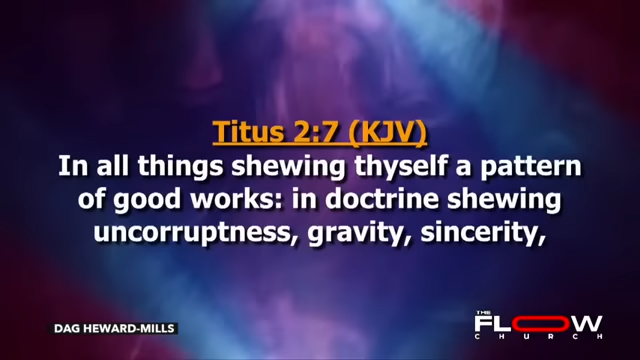 Titus 2:7 (KJV)
In all things shewing thyself a pattern
of good works: in doctrine shewing
uncorruptness, gravity, sincerity,
DAG HEWARD-MILLS
THE
FLOW
CHURCH